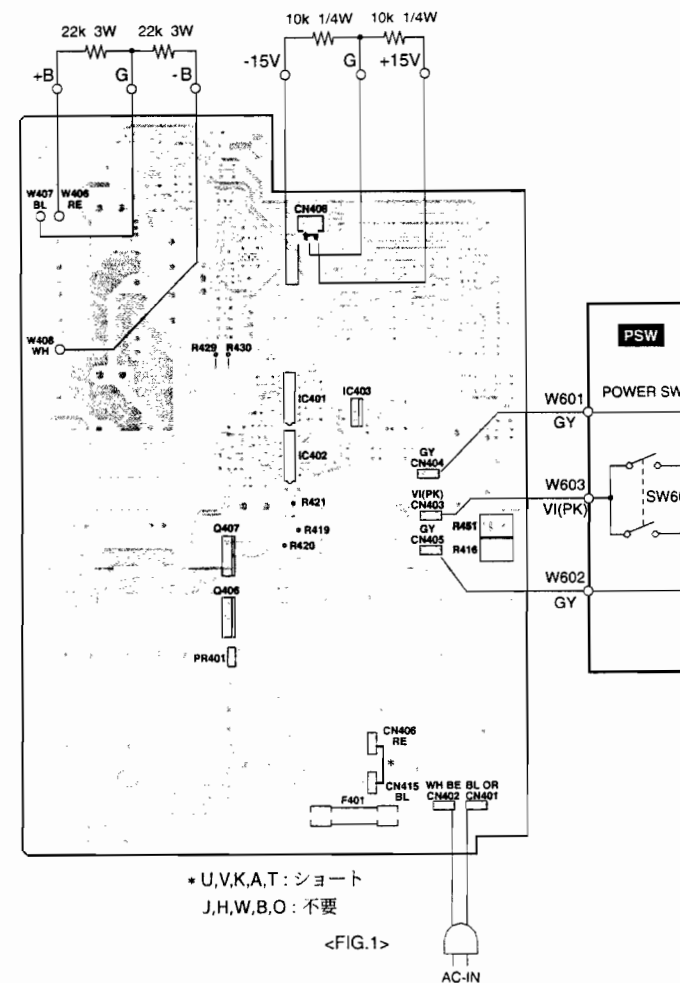 22k 3W
22k 3W
10k 1/4W
10k 1/4W
+B
G
-B
-15V
G
+15V
W407
BL
W406
RE
CN408
W408
WH
R429
R430
IC401
IC403
IC402
R421
R419
R420
Q407
Q406
PR401
GY
CN404
VI(PK)
CN403
GY
CN405
R451
R416
W601
GY
W603
VI(PK)
W602
GY
PSW
POWER SW
SW60
CN406
RE
*
CN415
BL
F401
WH BE
CN402
BL OR
CN401
* U,V,K,A,T : ショート
J,H,W,B,O : 不要
<FIG.1>
AC-IN